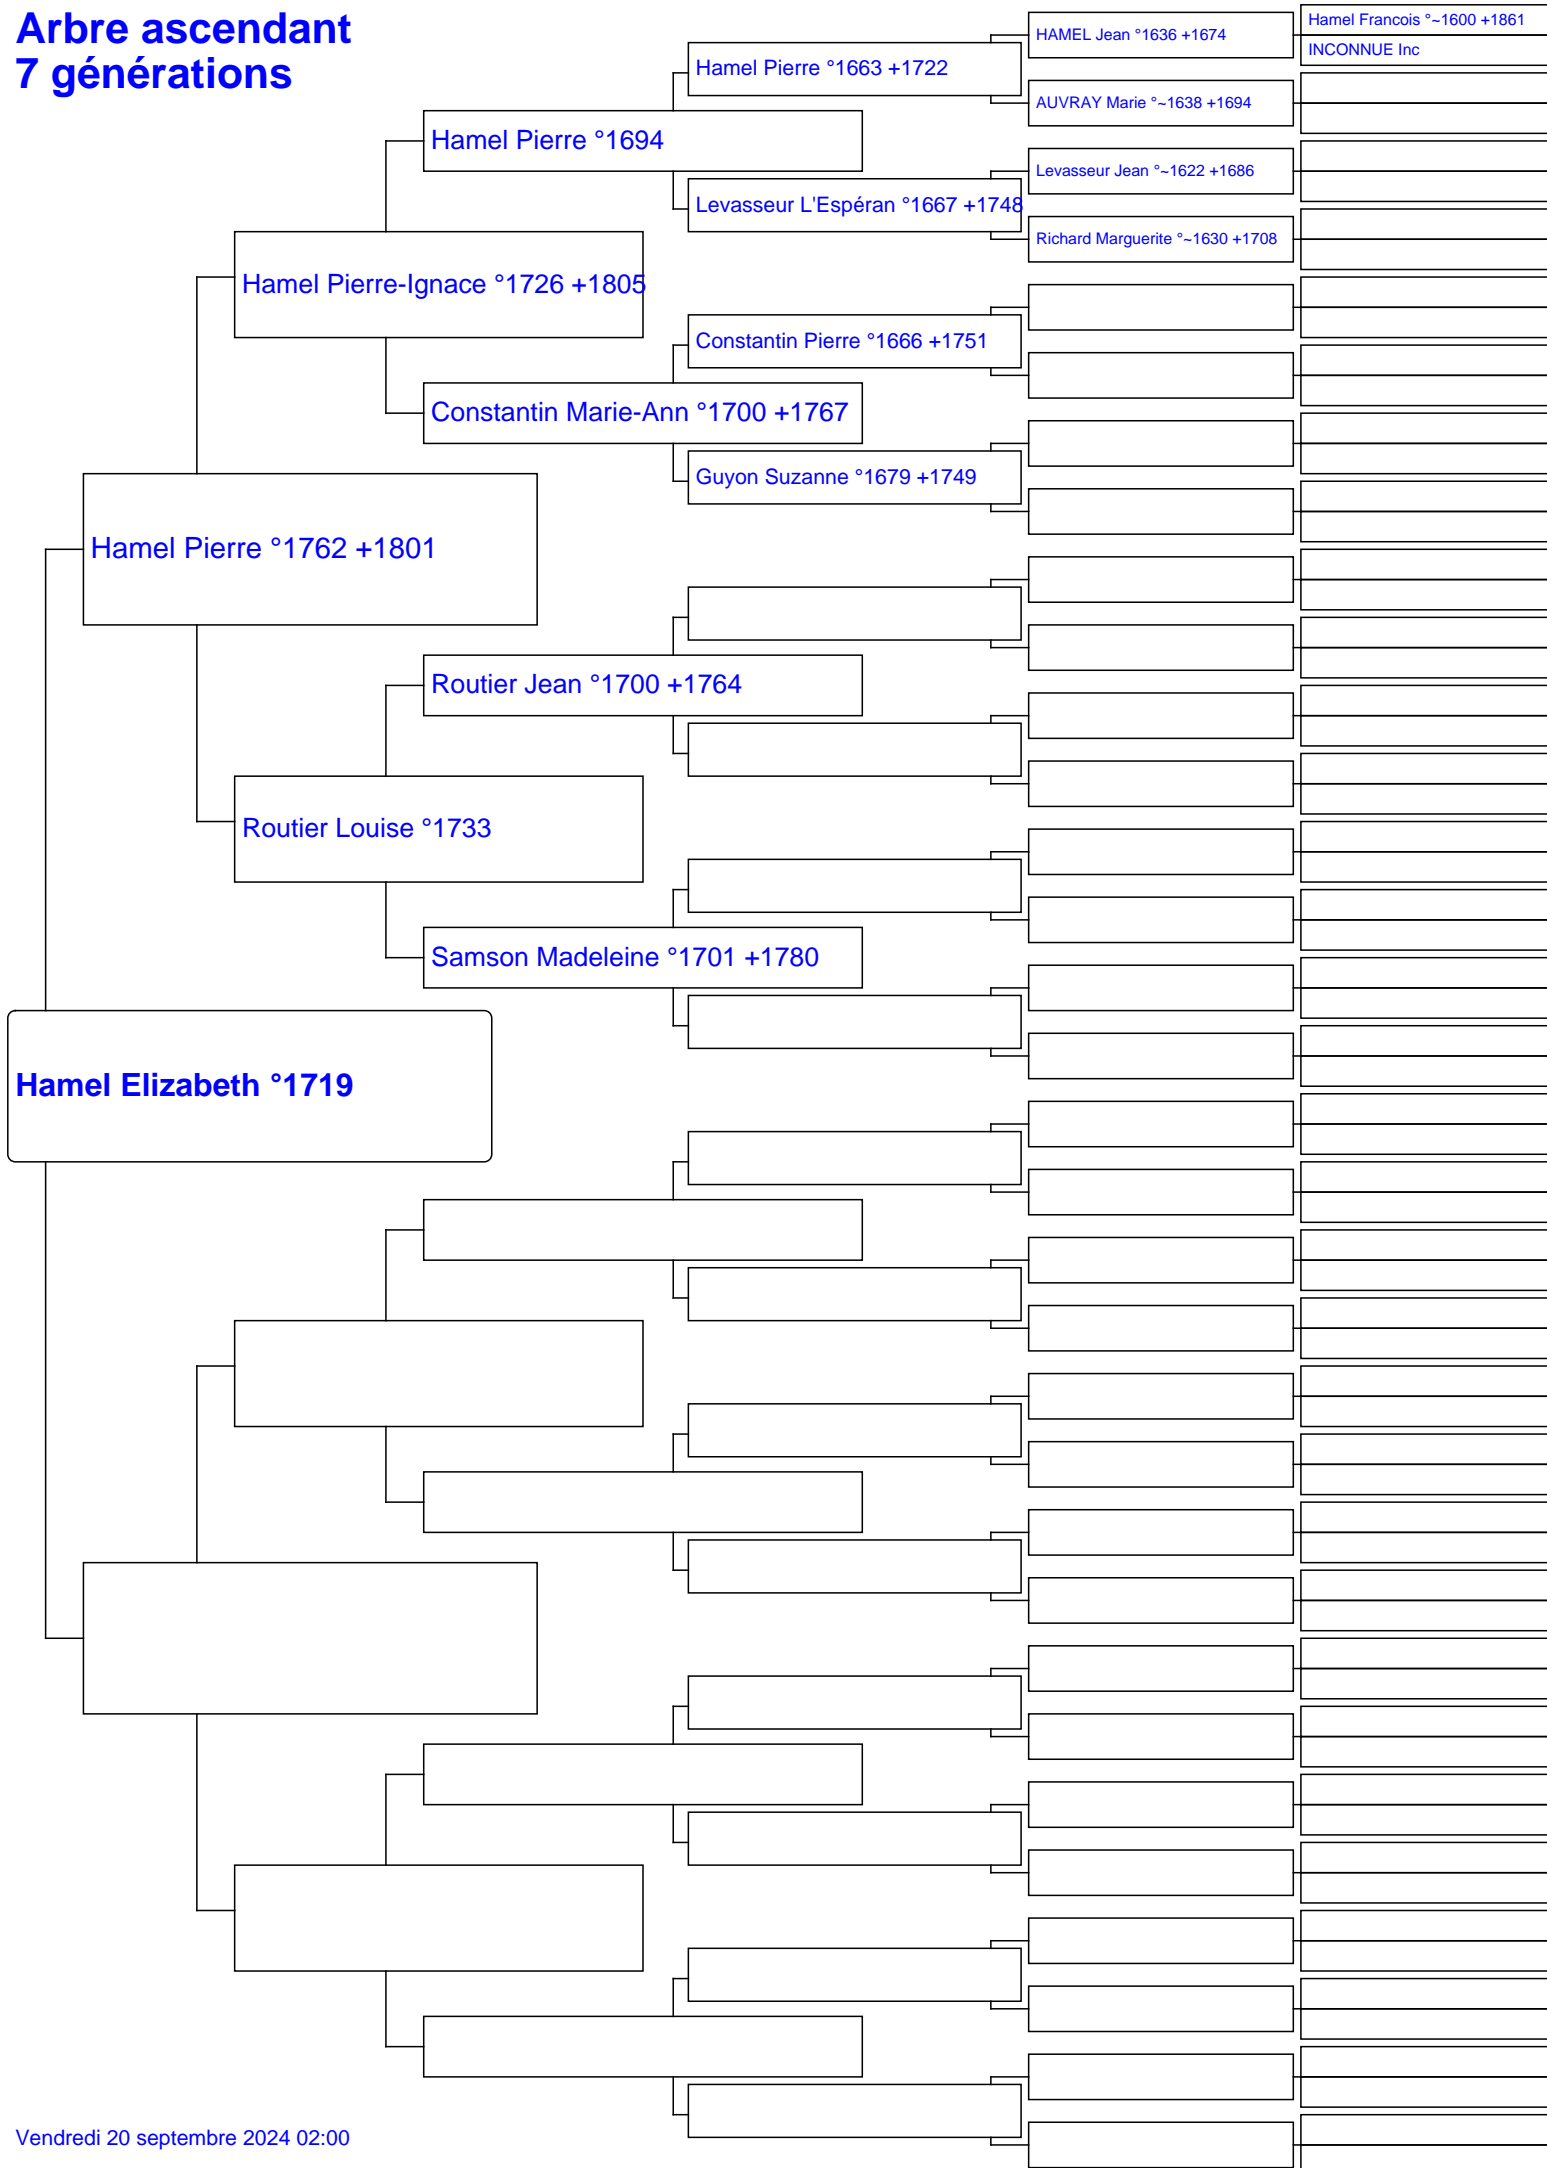 Arbre ascendant
7 générations
Hamel Francois °~1600 +1861
HAMEL Jean °1636 +1674
INCONNUE Inc
Hamel Pierre °1663 +1722
AUVRAY Marie °~1638 +1694
Hamel Pierre °1694
Levasseur Jean °~1622 +1686
Levasseur L'Espéran °1667 +1748
Richard Marguerite °~1630 +1708
Hamel Pierre-Ignace °1726 +1805
Constantin Pierre °1666 +1751
Constantin Marie-Ann °1700 +1767
Guyon Suzanne °1679 +1749
Hamel Pierre °1762 +1801
Routier Jean °1700 +1764
Routier Louise °1733
Samson Madeleine °1701 +1780
Hamel Elizabeth °1719
Vendredi 20 septembre 2024 02:00